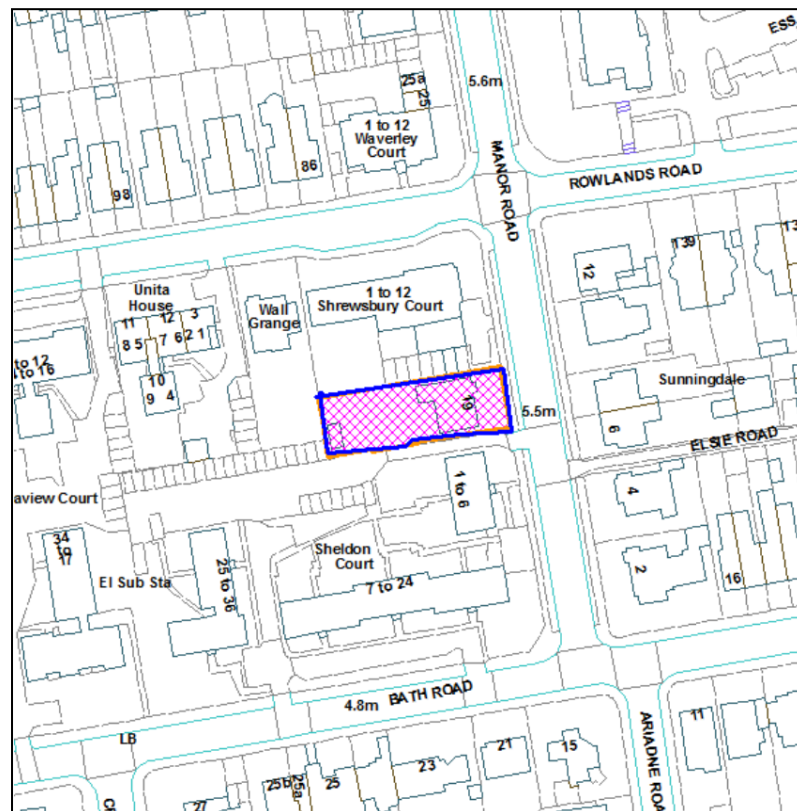 ESS
25a
25
5.6m
1 to 12
Waverley
Court
86
98
MANOR ROAD
ROWLANDS ROAD
139
13
12
Unita
House
11
12
3
8 5
7
6
2 1
10
9
4
Wall
Grange
1 to 12
Shrewsbury Court
to 12
to 16
19
5.5m
Sunningdale
6
ELSIE ROAD
aview Court
1 to 6
4
34
to
17
El Sub Sta
25 to 36
Sheldon
Court
7 to 24
2
16
4.8m
BATH ROAD
LB
ARIADNE ROAD
11
15
21
23
25
25a
25b
27